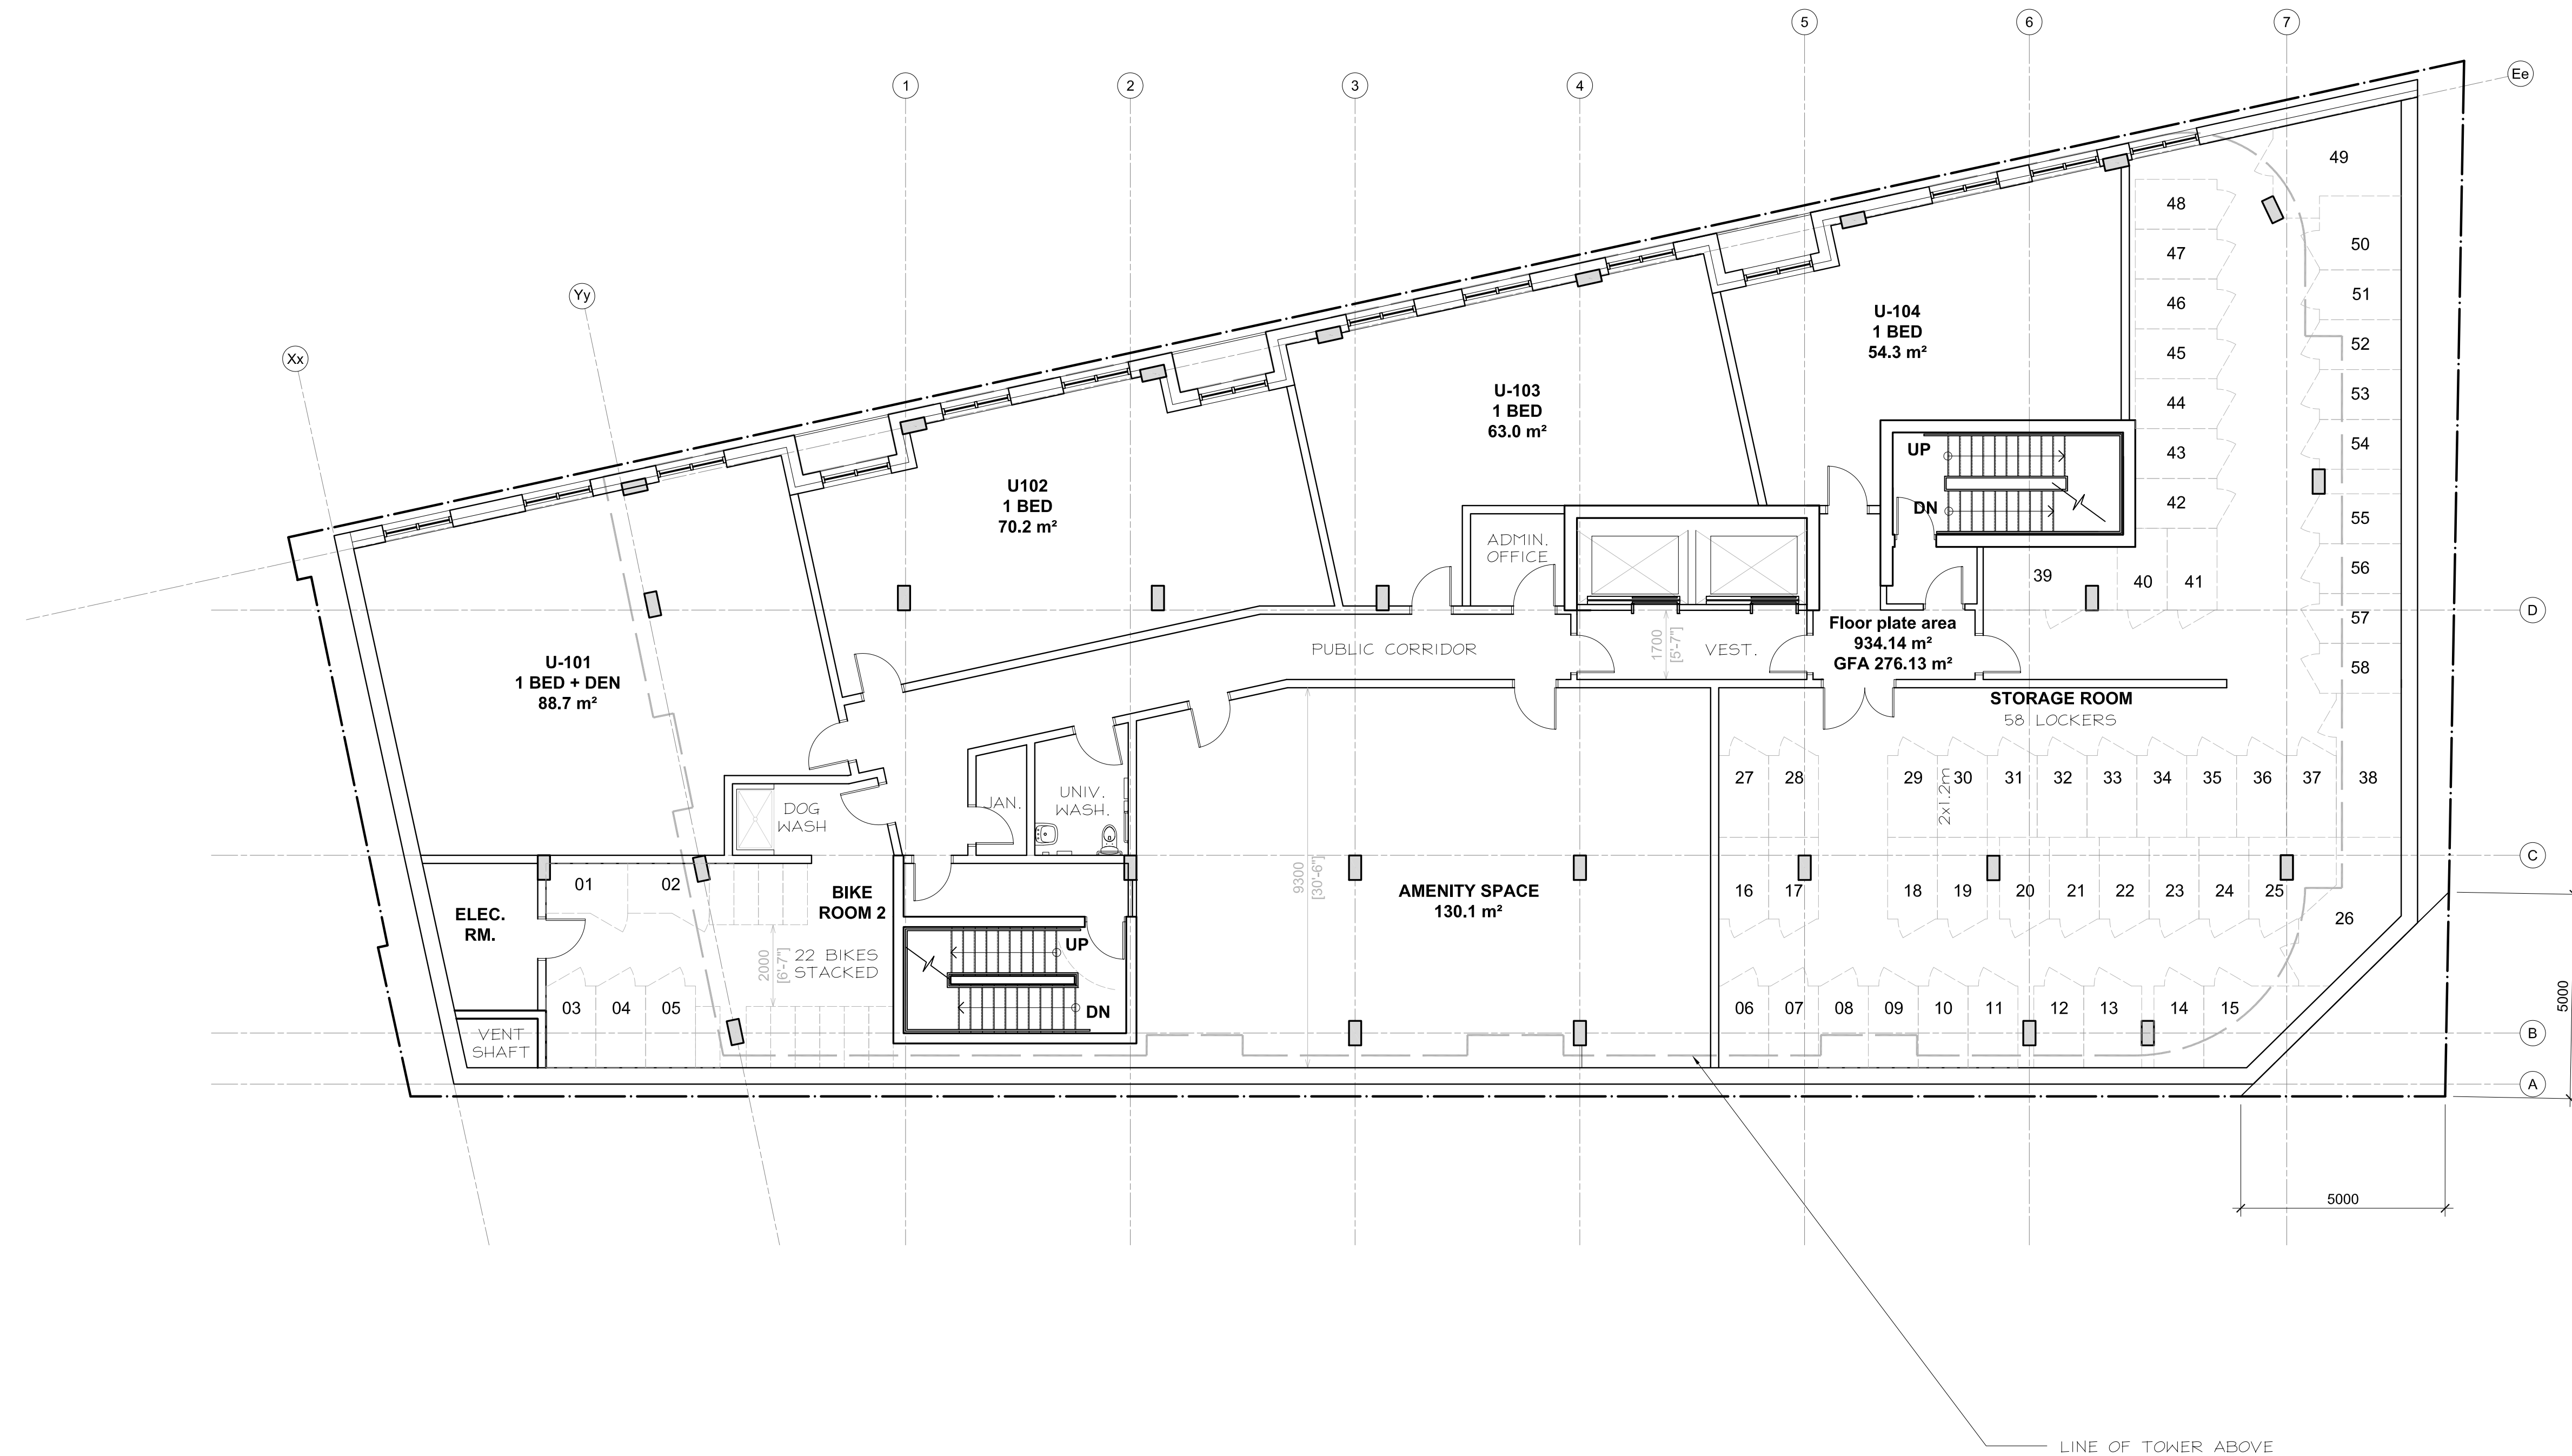 1
2
3
4
5
6
7
Ee
Yy
Xx
D
C
B
A
U-101
1 BED + DEN
88.7 m²
U102
1 BED
70.2 m²
U-103
1 BED
63.0 m²
U-104
1 BED
54.3 m²
UP
DN
ADMIN.
OFFICE
PUBLIC CORRIDOR
1700
[5'-7"]
VEST.
Floor plate area
934.14 m²
GFA 276.13 m²
STORAGE ROOM
58 LOCKERS
DOG
WASH
JAN.
UNIV.
WASH.
ELEC.
RM.
VENT
SHAFT
BIKE
ROOM 2
22 BIKES
STACKED
2000
[6'-7"]
UP
DN
9300
[30'-6"]
AMENITY SPACE
130.1 m²
2x1.2m
01
02
03
04
05
06
07
08
09
10
11
12
13
14
15
16
17
18
19
20
21
22
23
24
25
26
27
28
29
30
31
32
33
34
35
36
37
38
39
40
41
42
43
44
45
46
47
48
49
50
51
52
53
54
55
56
57
58
5000
5000
LINE OF TOWER ABOVE